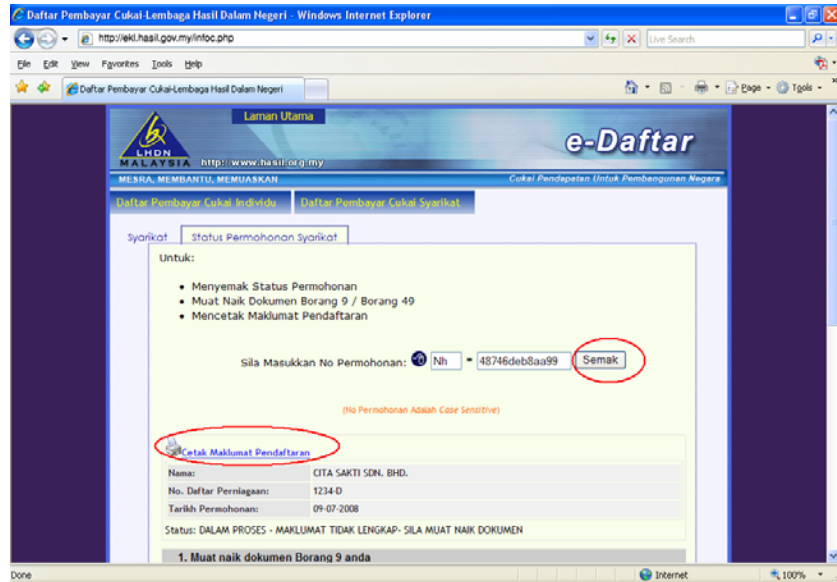 Daftar Pembayar Cukai-Lembaga Hasil Dalam Negeri - Windows Internet Explorer
http://ekl.hasil.gov.my/infoc.php
Live Search
File Edit View Favorites Tools Help
Daftar Pembayar Cukai-Lembaga Hasil Dalam Negeri
Page Tools
Laman Utama
LHDN
MALAYSIA http://www.hasil.org.my
e-Daftar
MESRA, MEMBANTU, MEMUASKAN Cukai Pendapatan Untuk Pembangunan Negara
Daftar Pembayar Cukai Individu Daftar Pembayar Cukai Syarikat
Syarikat Status Permohonan Syarikat
Untuk:
• Menyemak Status Permohonan
• Muat Naik Dokumen Borang 9 / Borang 49
• Mencetak Maklumat Pendaftaran
Sila Masukkan No Permohonan: Nh - 48746deb8aa99 Semak
(No Permohonan Adalah Case Sensitive)
Cetak Maklumat Pendaftaran
Nama: CITA SAKTI SDN. BHD.
No. Daftar Perniagaan: 1234-D
Tarikh Permohonan: 09-07-2008
Status: DALAM PROSES - MAKLUMAT TIDAK LENGKAP- SILA MUAT NAIK DOKUMEN
1. Muat naik dokumen Borang 9 anda
Done Internet 100%